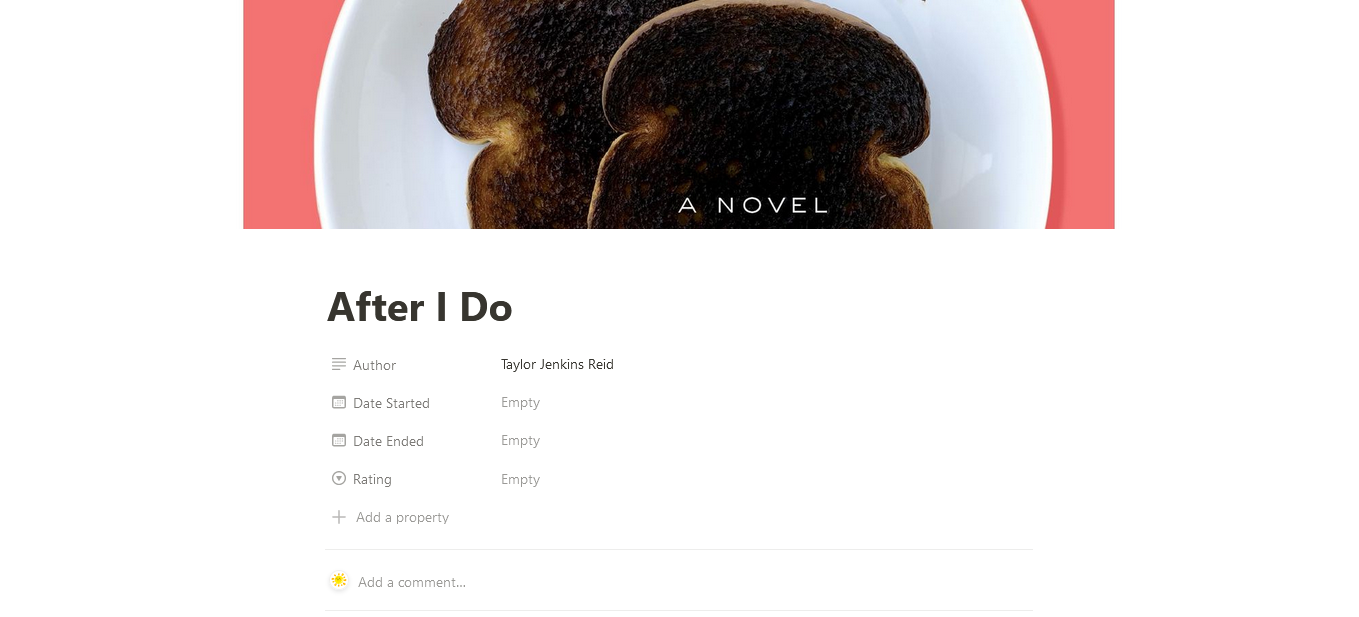 A NOVEL
After I Do
Author Taylor Jenkins Reid
Date Started Empty
Date Ended Empty
Rating Empty
Add a property
Add a comment...